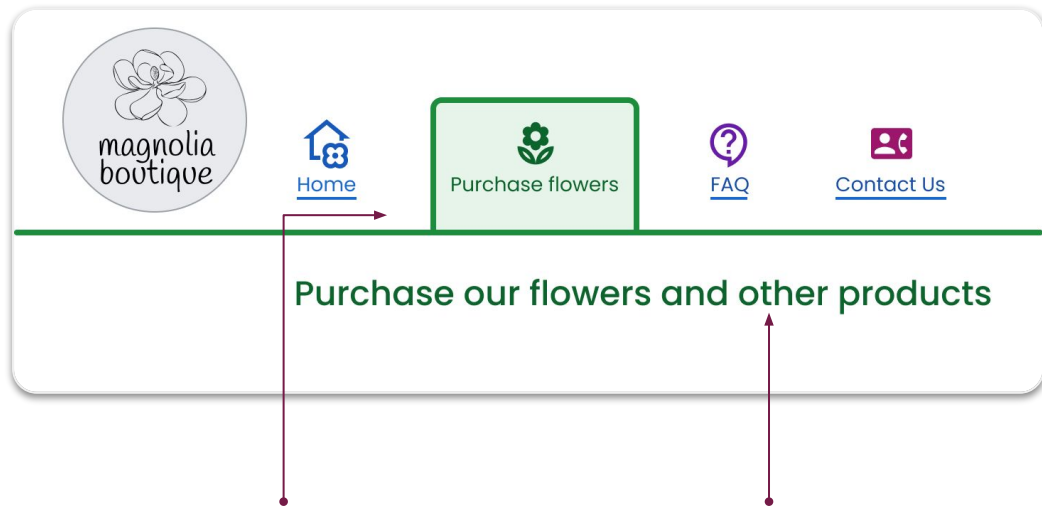 magnolia
boutique
Home
Purchase flowers
FAQ
Contact Us
Purchase our flowers and other products